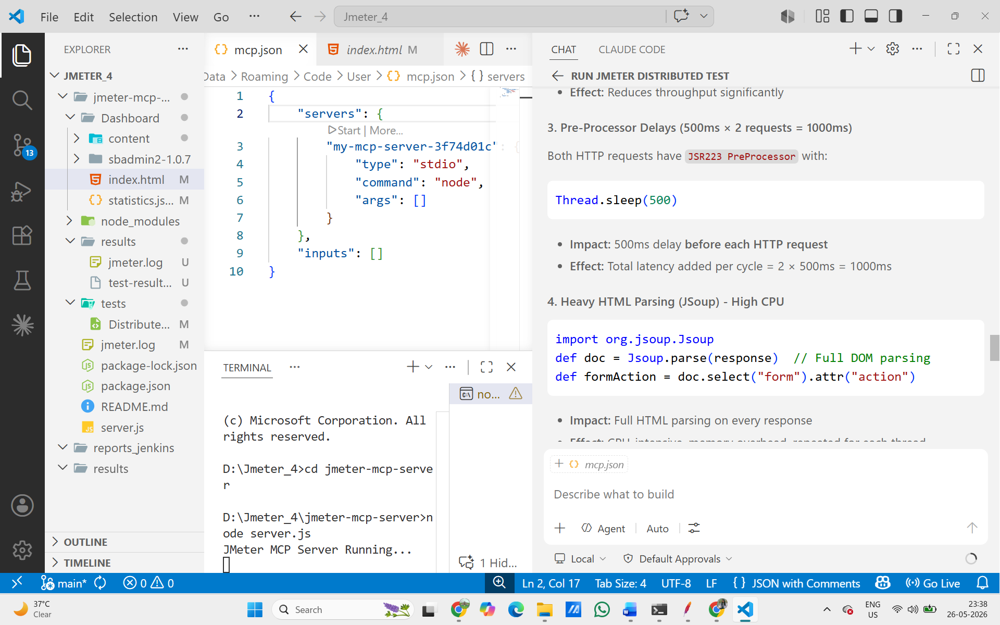 File Edit Selection View Go ··· Jmeter_4
EXPLORER ···
JMETER_4
jmeter-mcp-...
Dashboard
content
sbadmin2-1.0.7
index.html M
statistics.js... M
node_modules
results
jmeter.log U
test-result... U
tests
Distribute... M
jmeter.log M
package-lock.json
package.json
README.md
server.js
reports_jenkins
results
OUTLINE
TIMELINE
13
mcp.json index.html M
Data > Roaming > Code > User > {} mcp.json > { } servers
1 {
2 "servers": {
Start | More...
3 "my-mcp-server-3f74d01c": {
4 "type": "stdio",
5 "command": "node",
6 "args": []
7 }
8 },
9 "inputs": []
10 }
TERMINAL ···
no...
(c) Microsoft Corporation. All
rights reserved.
D:\Jmeter_4>cd jmeter-mcp-serve
r
D:\Jmeter_4\jmeter-mcp-server>n
ode server.js
JMeter MCP Server Running...
1 Hid...
CHAT CLAUDE CODE
RUN JMETER DISTRIBUTED TEST
• Effect: Reduces throughput significantly
3. Pre-Processor Delays (500ms × 2 requests = 1000ms)
Both HTTP requests have JSR223 PreProcessor with:
Thread.sleep(500)
• Impact: 500ms delay before each HTTP request
• Effect: Total latency added per cycle = 2 × 500ms = 1000ms
4. Heavy HTML Parsing (JSoup) - High CPU
import org.jsoup.Jsoup
def doc = Jsoup.parse(response) // Full DOM parsing
def formAction = doc.select("form").attr("action")
• Impact: Full HTML parsing on every response
• Effect: CPU-intensive, memory overhead, repeated for each thread
+ {} mcp.json
Describe what to build
Agent Auto
Local Default Approvals
main* 0 0 Ln 2, Col 17 Tab Size: 4 UTF-8 LF { } JSON with Comments Go Live
37°C
Clear
Search
ENG
US
23:38
26-05-2026